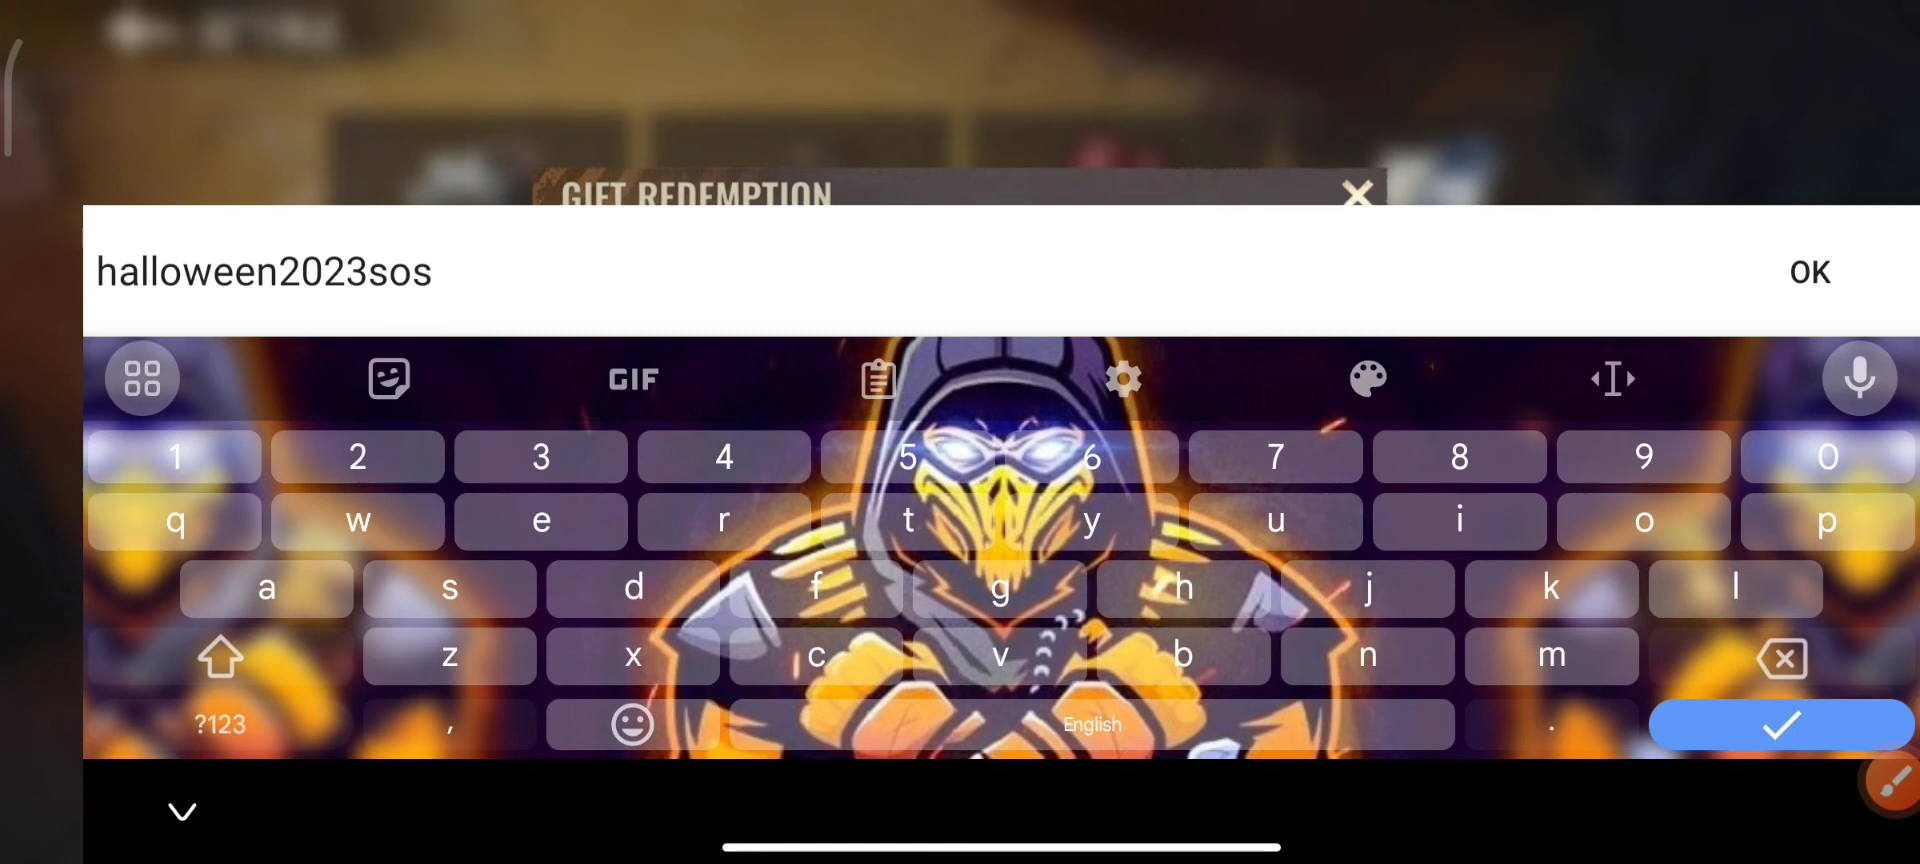 GIFT REDEMPTION
halloween2023sos
OK
GIF
1 2 3 4 5 6 7 8 9 0
q w e r t y u i o p
a s d f g h j k l
z x c v b n m
?123 , English .